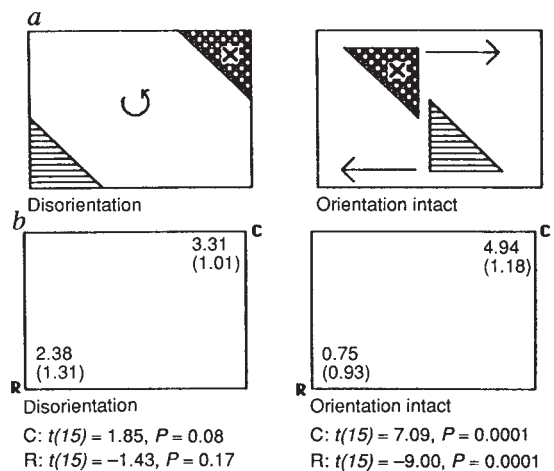 a
Disorientation
Orientation intact
b
C
3.31
(1.01)
2.38
(1.31)
R
Disorientation
C: t(15) = 1.85, P = 0.08
R: t(15) = –1.43, P = 0.17
C
4.94
(1.18)
0.75
(0.93)
R
Orientation intact
C: t(15) = 7.09, P = 0.0001
R: t(15) = –9.00, P = 0.0001